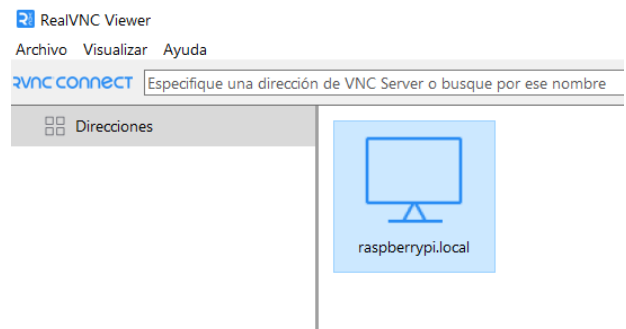 RealVNC Viewer
Archivo Visualizar Ayuda
RVNC CONNECT Especifique una dirección de VNC Server o busque por ese nombre
Direcciones
raspberrypi.local